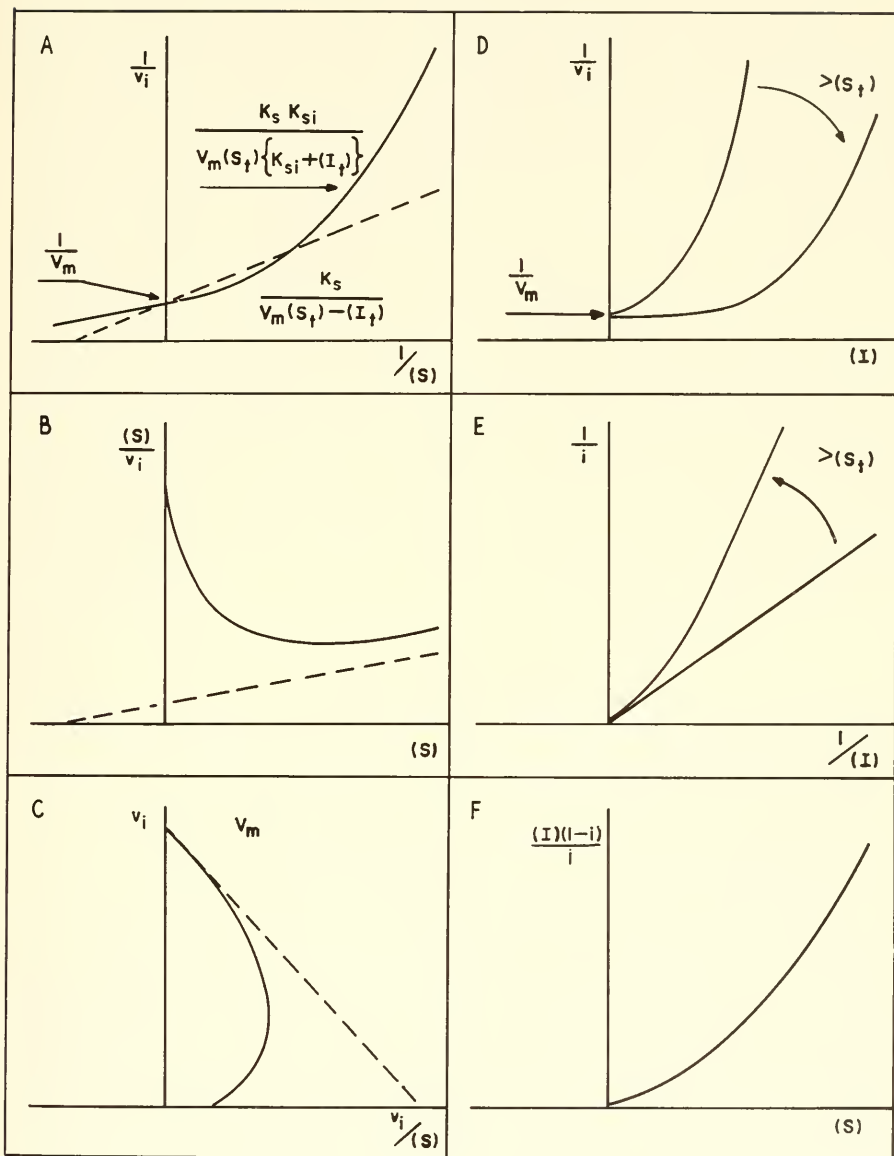 A
1/v_i
K_s K_si / V_m(S_t){K_si+(I_t)}
1/V_m
K_s / V_m(S_t)−(I_t)
1/(S)
B
(S)/v_i
(S)
C
v_i
V_m
v_i/(S)
D
1/v_i
>(S_t)
1/V_m
(I)
E
1/i
>(S_t)
1/(I)
F
(I)(1−i)/i
(S)